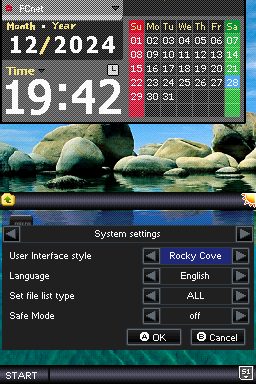 FCnet
Month • Year
12/2024
Su Mo Tu We Th Fr Sa
01 02 03 04 05 06 07
08 09 10 11 12 13 14
15 16 17 18 19 20 21
22 23 24 25 26 27 28
29 30 31
Time
19:42
System settings
User Interface style Rocky Cove
Language English
Set file list type ALL
Safe Mode off
A OK B Cancel
START